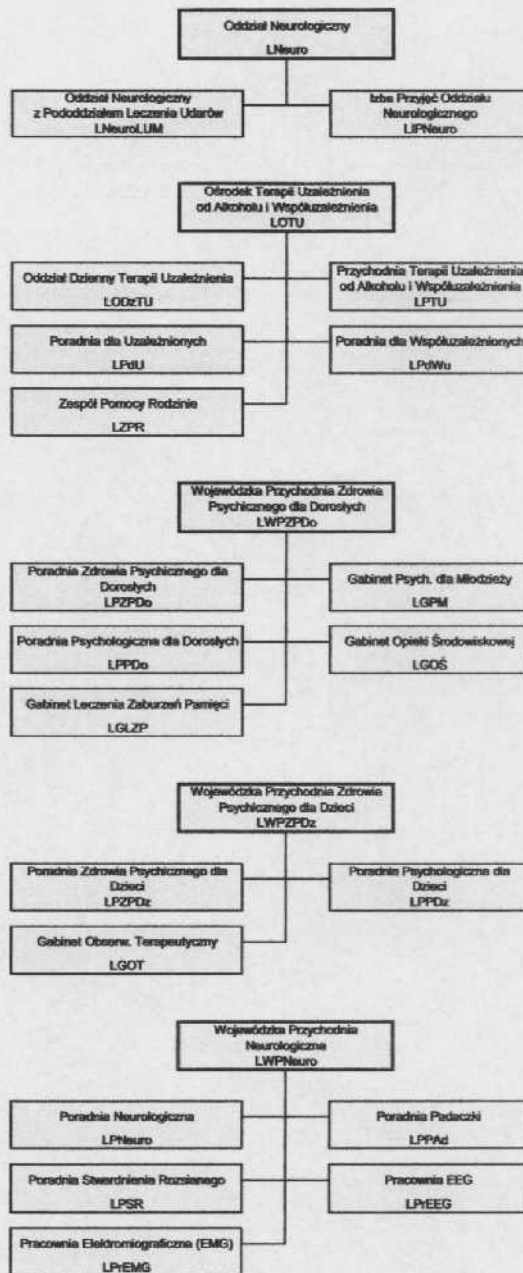 Oddział Neurologiczny
LNeuro
Oddział Neurologiczny
z Pododdziałem Leczenia Udarów
LNeuroLUM
Izba Przyjęć Oddziału
Neurologicznego
LIPNeuro
Ośrodek Terapii Uzależnienia
od Alkoholu i Współuzależnienia
LOTU
Oddział Dzienny Terapii Uzależnienia
LODzTU
Przychodnia Terapii Uzależnienia
od Alkoholu i Współuzależnienia
LPTU
Poradnia dla Uzależnionych
LPdU
Poradnia dla Współuzależnionych
LPdWu
Zespół Pomocy Rodzinie
LZPR
Wojewódzka Przychodnia Zdrowia
Psychicznego dla Dorosłych
LWPZPDo
Poradnia Zdrowia Psychicznego dla
Dorosłych
LPZPDo
Gabinet Psych. dla Młodzieży
LGPM
Poradnia Psychologiczna dla Dorosłych
LPPDo
Gabinet Opieki Środowiskowej
LGOŚ
Gabinet Leczenia Zaburzeń Pamięci
LGLZP
Wojewódzka Przychodnia Zdrowia
Psychicznego dla Dzieci
LWPZPDz
Poradnia Zdrowia Psychicznego dla
Dzieci
LPZPDz
Poradnia Psychologiczna dla
Dzieci
LPPDz
Gabinet Obserw. Terapeutyczny
LGOT
Wojewódzka Przychodnia
Neurologiczna
LWPNeuro
Poradnia Neurologiczna
LPNeuro
Poradnia Padaczki
LPPAd
Poradnia Stwardnienia Rozsianego
LPSR
Pracownia EEG
LPrEEG
Pracownia Elektromiograficzna (EMG)
LPrEMG